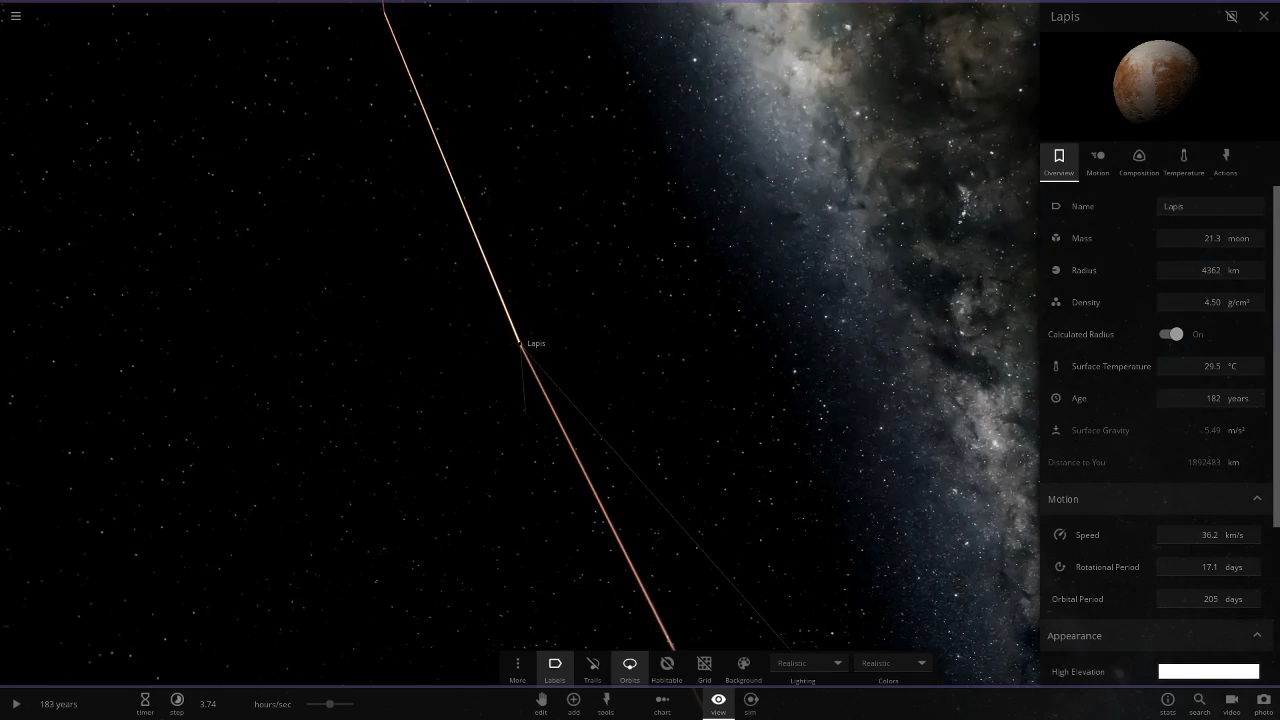 Lapis
Overview Motion Composition Temperature Actions
Name Lapis
Mass 21.3 moon
Radius 4362 km
Density 4.50 g/cm³
Calculated Radius On
Surface Temperature 29.5 °C
Age 182 years
Surface Gravity 5.49 m/s²
Distance to You 1892483 km
Motion
Speed 36.2 km/s
Rotational Period 17.1 days
Orbital Period 205 days
Appearance
High Elevation
Lapis
More Labels Trails Orbits Habitable Grid Background Realistic Realistic
Lighting Colors
183 years timer step 3.74 hours/sec edit add tools chart view sim stats search video photo